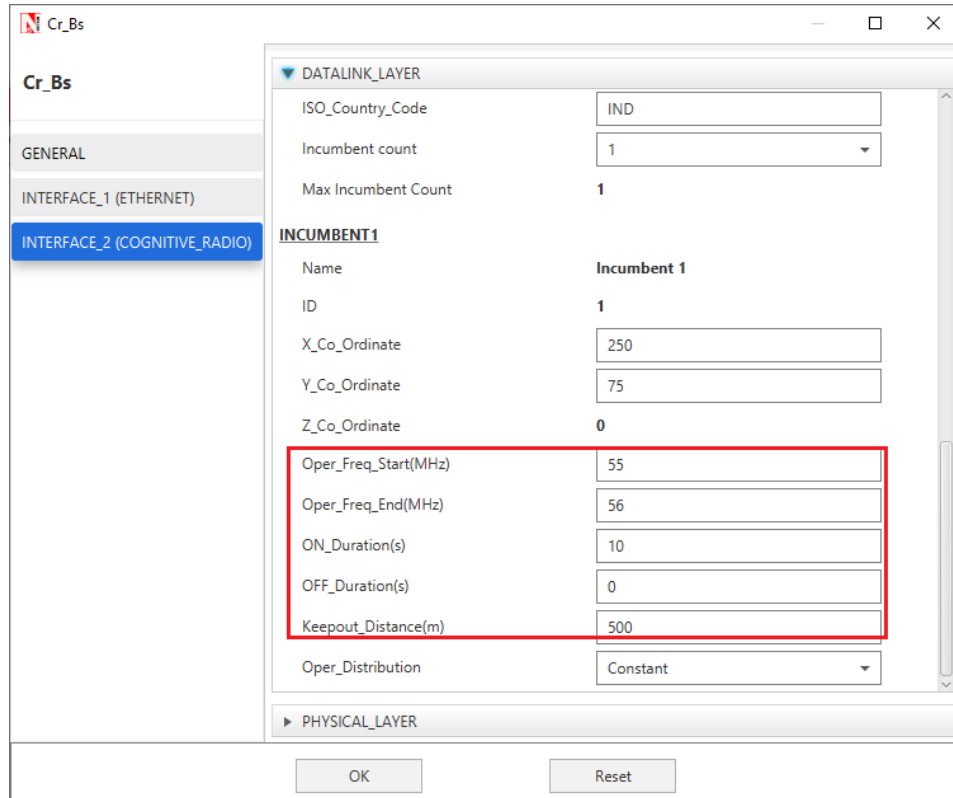 Cr_Bs
Cr_Bs
GENERAL
INTERFACE_1 (ETHERNET)
INTERFACE_2 (COGNITIVE_RADIO)
DATALINK_LAYER
ISO_Country_Code IND
Incumbent count 1
Max Incumbent Count 1
INCUMBENT1
Name Incumbent 1
ID 1
X_Co_Ordinate 250
Y_Co_Ordinate 75
Z_Co_Ordinate 0
Oper_Freq_Start(MHz) 55
Oper_Freq_End(MHz) 56
ON_Duration(s) 10
OFF_Duration(s) 0
Keepout_Distance(m) 500
Oper_Distribution Constant
PHYSICAL_LAYER
OK Reset